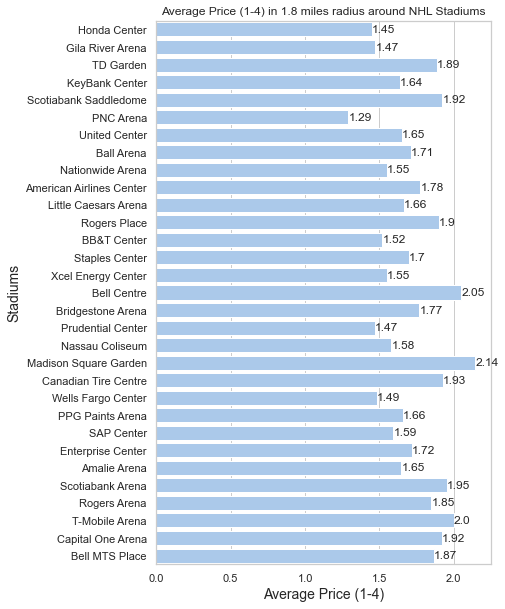 Average Price (1-4) in 1.8 miles radius around NHL Stadiums
Honda Center 1.45
Gila River Arena 1.47
TD Garden 1.89
KeyBank Center 1.64
Scotiabank Saddledome 1.92
PNC Arena 1.29
United Center 1.65
Ball Arena 1.71
Nationwide Arena 1.55
American Airlines Center 1.78
Little Caesars Arena 1.66
Rogers Place 1.9
BB&T Center 1.52
Staples Center 1.7
Xcel Energy Center 1.55
Bell Centre 2.05
Bridgestone Arena 1.77
Prudential Center 1.47
Nassau Coliseum 1.58
Madison Square Garden 2.14
Canadian Tire Centre 1.93
Wells Fargo Center 1.49
PPG Paints Arena 1.66
SAP Center 1.59
Enterprise Center 1.72
Amalie Arena 1.65
Scotiabank Arena 1.95
Rogers Arena 1.85
T-Mobile Arena 2.0
Capital One Arena 1.92
Bell MTS Place 1.87
Stadiums
0.0 0.5 1.0 1.5 2.0
Average Price (1-4)